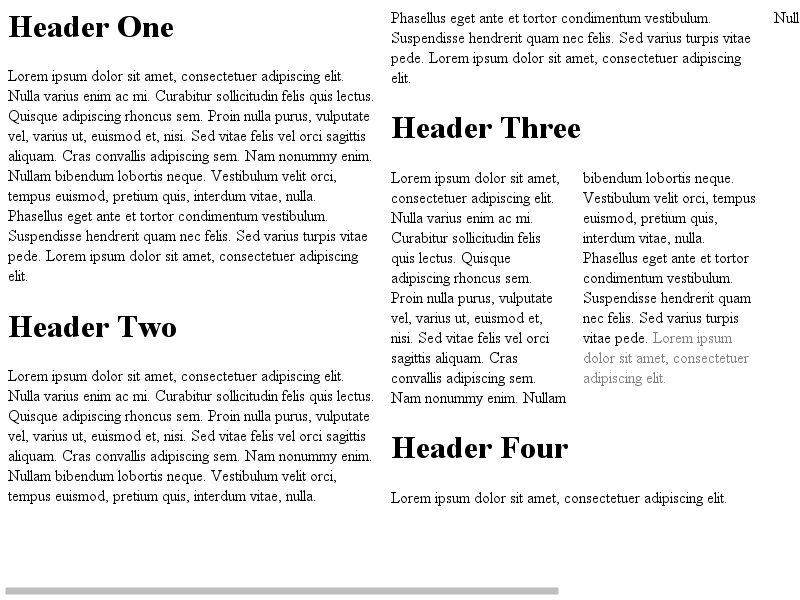 Header One
Lorem ipsum dolor sit amet, consectetuer adipiscing elit.
Nulla varius enim ac mi. Curabitur sollicitudin felis quis lectus.
Quisque adipiscing rhoncus sem. Proin nulla purus, vulputate
vel, varius ut, euismod et, nisi. Sed vitae felis vel orci sagittis
aliquam. Cras convallis adipiscing sem. Nam nonummy enim.
Nullam bibendum lobortis neque. Vestibulum velit orci,
tempus euismod, pretium quis, interdum vitae, nulla.
Phasellus eget ante et tortor condimentum vestibulum.
Suspendisse hendrerit quam nec felis. Sed varius turpis vitae
pede. Lorem ipsum dolor sit amet, consectetuer adipiscing
elit.
Header Two
Lorem ipsum dolor sit amet, consectetuer adipiscing elit.
Nulla varius enim ac mi. Curabitur sollicitudin felis quis lectus.
Quisque adipiscing rhoncus sem. Proin nulla purus, vulputate
vel, varius ut, euismod et, nisi. Sed vitae felis vel orci sagittis
aliquam. Cras convallis adipiscing sem. Nam nonummy enim.
Nullam bibendum lobortis neque. Vestibulum velit orci,
tempus euismod, pretium quis, interdum vitae, nulla.
Phasellus eget ante et tortor condimentum vestibulum.
Suspendisse hendrerit quam nec felis. Sed varius turpis vitae
pede. Lorem ipsum dolor sit amet, consectetuer adipiscing
elit.
Header Three
Lorem ipsum dolor sit amet,
consectetuer adipiscing elit.
Nulla varius enim ac mi.
Curabitur sollicitudin felis
quis lectus. Quisque
adipiscing rhoncus sem.
Proin nulla purus, vulputate
vel, varius ut, euismod et,
nisi. Sed vitae felis vel orci
sagittis aliquam. Cras
convallis adipiscing sem.
Nam nonummy enim. Nullam
bibendum lobortis neque.
Vestibulum velit orci, tempus
euismod, pretium quis,
interdum vitae, nulla.
Phasellus eget ante et tortor
condimentum vestibulum.
Suspendisse hendrerit quam
nec felis. Sed varius turpis
vitae pede. Lorem ipsum
dolor sit amet, consectetuer
adipiscing elit.
Header Four
Lorem ipsum dolor sit amet, consectetuer adipiscing elit.
Null